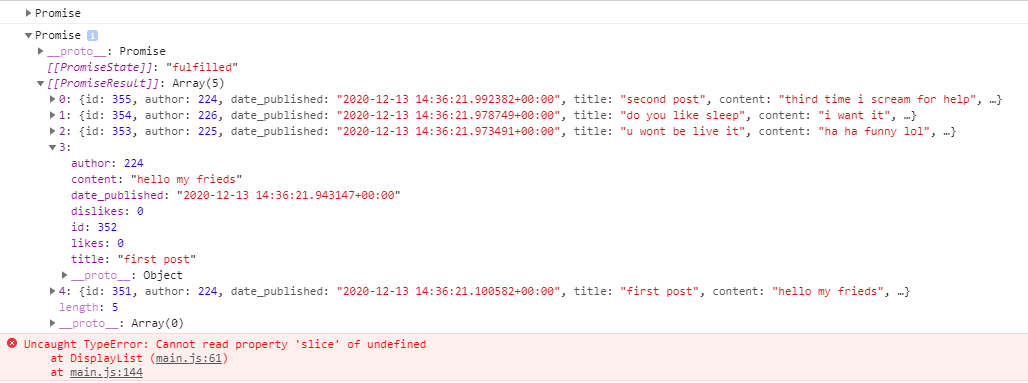 Promise
Promise i
__proto__: Promise
[[PromiseState]]: "fulfilled"
[[PromiseResult]]: Array(5)
0: {id: 355, author: 224, date_published: "2020-12-13 14:36:21.992382+00:00", title: "second post", content: "third time i scream for help", …}
1: {id: 354, author: 226, date_published: "2020-12-13 14:36:21.978749+00:00", title: "do you like sleep", content: "i want it", …}
2: {id: 353, author: 225, date_published: "2020-12-13 14:36:21.973491+00:00", title: "u wont be live it", content: "ha ha funny lol", …}
3:
author: 224
content: "hello my frieds"
date_published: "2020-12-13 14:36:21.943147+00:00"
dislikes: 0
id: 352
likes: 0
title: "first post"
__proto__: Object
4: {id: 351, author: 224, date_published: "2020-12-13 14:36:21.100582+00:00", title: "first post", content: "hello my frieds", …}
length: 5
__proto__: Array(0)
Uncaught TypeError: Cannot read property 'slice' of undefined
at DisplayList (main.js:61)
at main.js:144